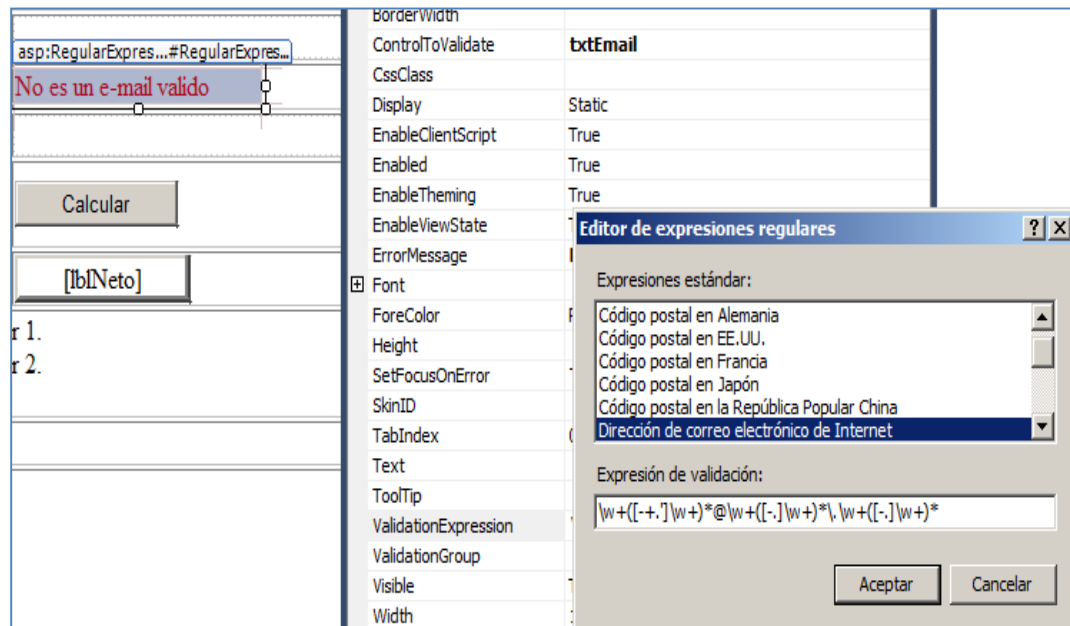 asp:RegularExpres...#RegularExpres...
No es un e-mail valido
Calcular
[lblNeto]
r 1.
r 2.
BorderWidth
ControlToValidate txtEmail
CssClass
Display Static
EnableClientScript True
Enabled True
EnableTheming True
EnableViewState
ErrorMessage
Font
ForeColor
Height
SetFocusOnError
SkinID
TabIndex
Text
ToolTip
ValidationExpression
ValidationGroup
Visible
Width
Editor de expresiones regulares
Expresiones estándar:
Código postal en Alemania
Código postal en EE.UU.
Código postal en Francia
Código postal en Japón
Código postal en la República Popular China
Dirección de correo electrónico de Internet
Expresión de validación:
\w+([-+.']\w+)*@\w+([-.]\w+)*\.\w+([-.]\w+)*
Aceptar Cancelar